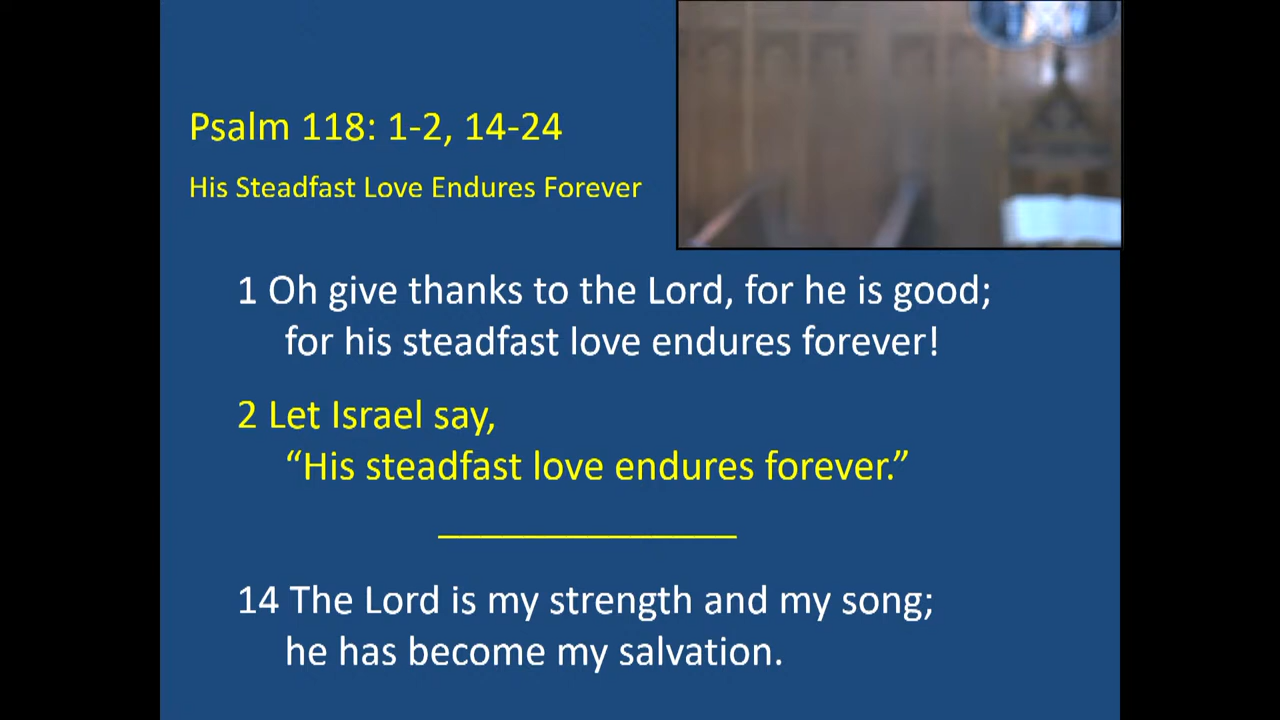 Psalm 118: 1-2, 14-24
His Steadfast Love Endures Forever
1 Oh give thanks to the Lord, for he is good;
for his steadfast love endures forever!
2 Let Israel say,
“His steadfast love endures forever.”
______________
14 The Lord is my strength and my song;
he has become my salvation.